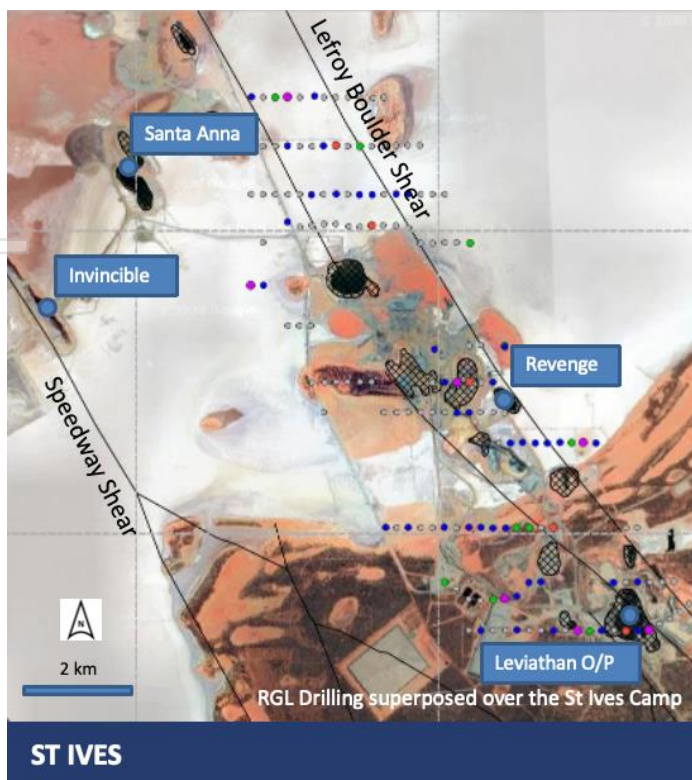 Lefroy Boulder Shear
Santa Anna
Invincible
Revenge
Speedway Shear
N
2 km
Leviathan O/P
RGL Drilling superposed over the St Ives Camp
ST IVES